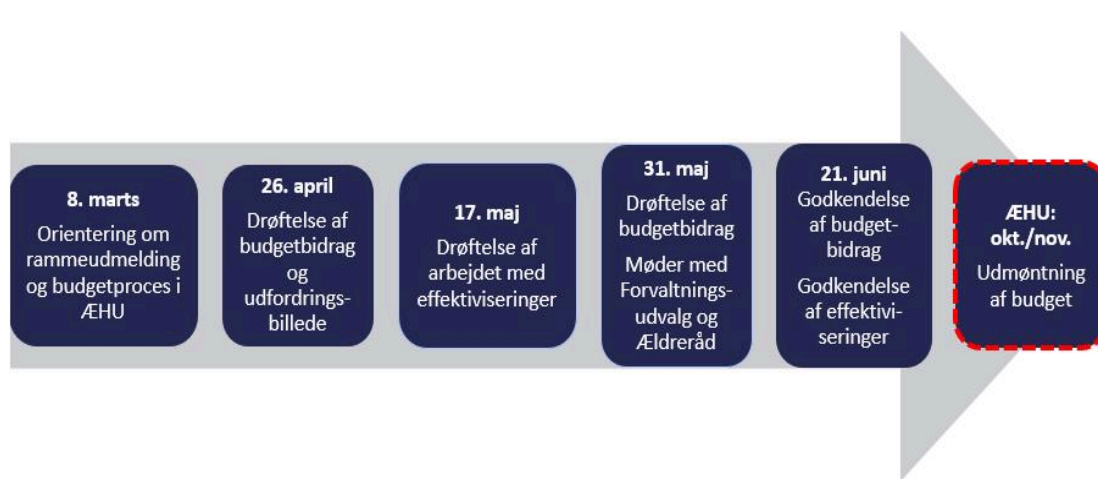 8. marts
Orientering om
rammeudmelding
og budgetproces i
ÆHU
26. april
Drøftelse af
budgetbidrag
og
udfordrings-
billede
17. maj
Drøftelse af
arbejdet med
effektiviseringer
31. maj
Drøftelse af
budgetbidrag
Møder med
Forvaltnings-
udvalg og
Ældreråd
21. juni
Godkendelse
af budget-
bidrag
Godkendelse
af effektivi-
seringer
ÆHU:
okt./nov.
Udmøntning
af budget